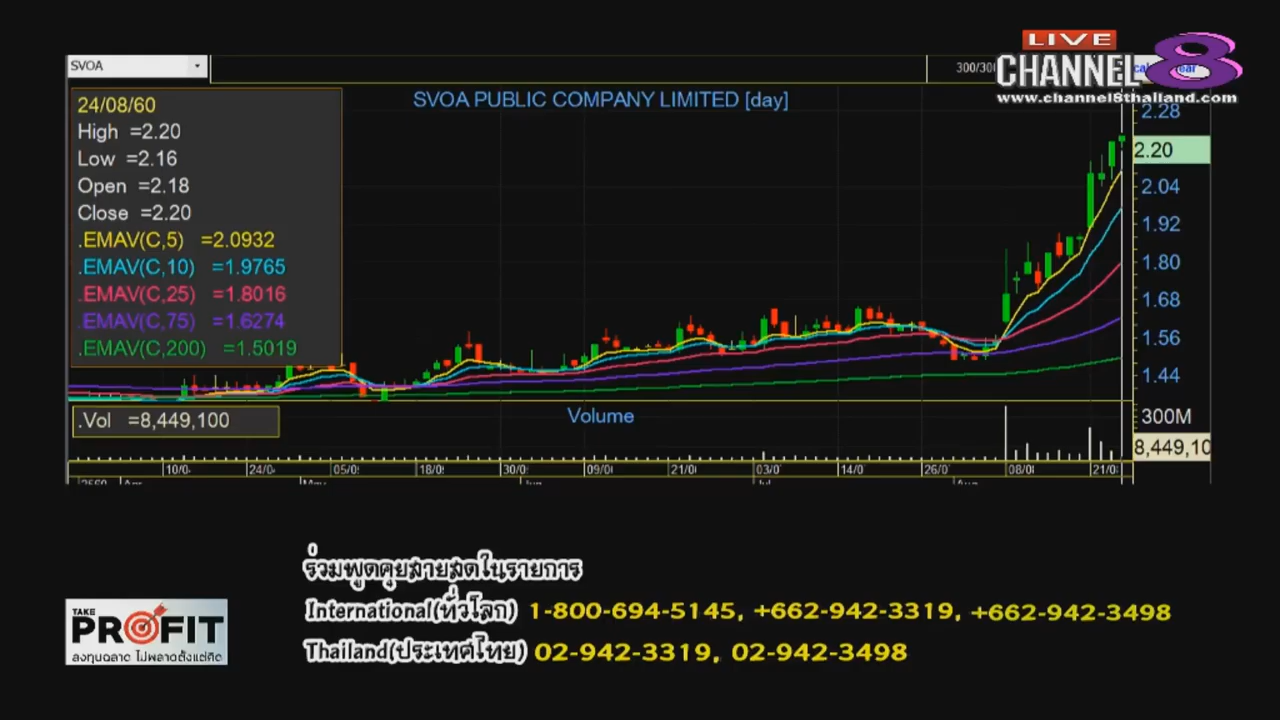 SVOA
300/300
LIVE
CHANNEL 8
www.channel8thailand.com
SVOA PUBLIC COMPANY LIMITED [day]
24/08/60
High =2.20
Low =2.16
Open =2.18
Close =2.20
.EMAV(C,5) =2.0932
.EMAV(C,10) =1.9765
.EMAV(C,25) =1.8016
.EMAV(C,75) =1.6274
.EMAV(C,200) =1.5019
2.28
2.20
2.04
1.92
1.80
1.68
1.56
1.44
.Vol =8,449,100
Volume
300M
8,449,10
10/0 24/0 05/0 18/0 30/0 09/0 21/0 03/0 14/0 26/0 08/0 21/0
2560 Apr May Jun Jul Aug
ร่วมพูดคุยสายสดในรายการ
International(ทั่วโลก) 1-800-694-5145, +662-942-3319, +662-942-3498
Thailand(ประเทศไทย) 02-942-3319, 02-942-3498
TAKE
PROFIT
ลงทุนฉลาด ไม่พลาดตั้งแต่คิด